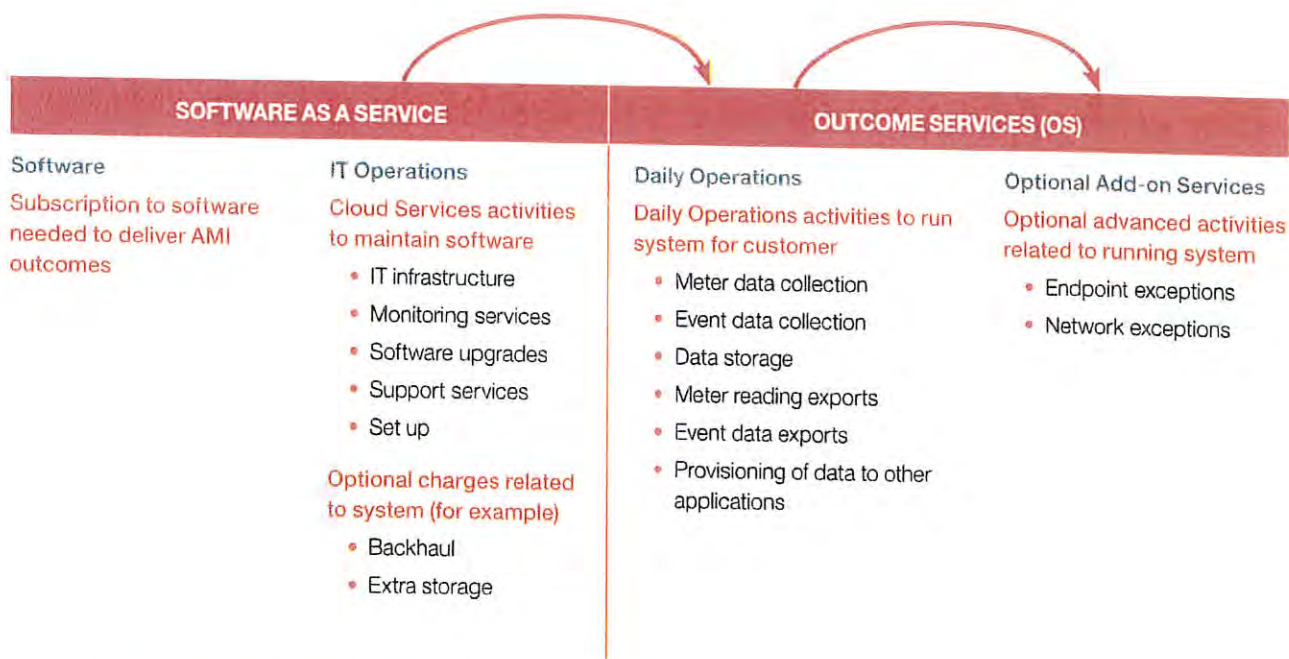 SOFTWARE AS A SERVICE
OUTCOME SERVICES (OS)
Software
Subscription to software
needed to deliver AMI
outcomes
IT Operations
Cloud Services activities
to maintain software
• IT infrastructure
• Monitoring services
• Software upgrades
• Support services
• Set up
Optional charges related
to system (for example)
• Backhaul
• Extra storage
Daily Operations
Daily Operations activities to run
system for customer
• Meter data collection
• Event data collection
• Data storage
• Meter reading exports
• Event data exports
• Provisioning of data to other
applications
Optional Add-on Services
Optional advanced activities
related to running system
• Endpoint exceptions
• Network exceptions